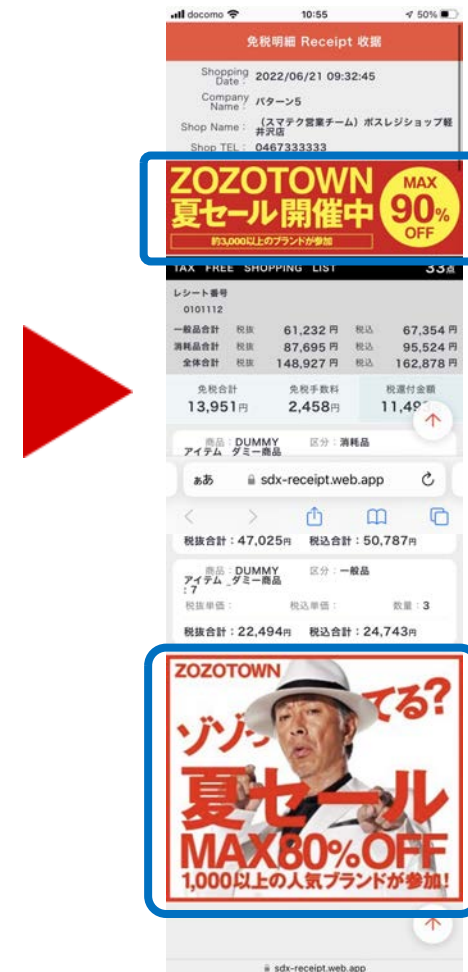 docomo 10:55 50%
免税明細 Receipt 收据
Shopping Date : 2022/06/21 09:32:45
Company Name : パターン5
Shop Name : （スマテク営業チーム）ポスレジショップ軽井沢店
Shop TEL : 0467333333
ZOZOTOWN
夏セール開催中
約3,000以上のブランドが参加
MAX
90%
OFF
TAX FREE SHOPPING LIST 33点
レシート番号
0101112
一般品合計 税抜 61,232 円 税込 67,354 円
消耗品合計 税抜 87,695 円 税込 95,524 円
全体合計 税抜 148,927 円 税込 162,878 円
免税合計 免税手数料 税還付金額
13,951円 2,458円 11,493
商品 : DUMMY 区分 : 消耗品
アイテム ダミー商品
ああ sdx-receipt.web.app
税抜合計 : 47,025円 税込合計 : 50,787円
商品 : DUMMY 区分 : 一般品
アイテム _ダミー商品
: 7
税抜単価 : 税込単価 : 数量 : 3
税抜合計 : 22,494円 税込合計 : 24,743円
ZOZOTOWN
ゾゾってる?
夏セール
MAX80%OFF
1,000以上の人気ブランドが参加!
sdx-receipt.web.app